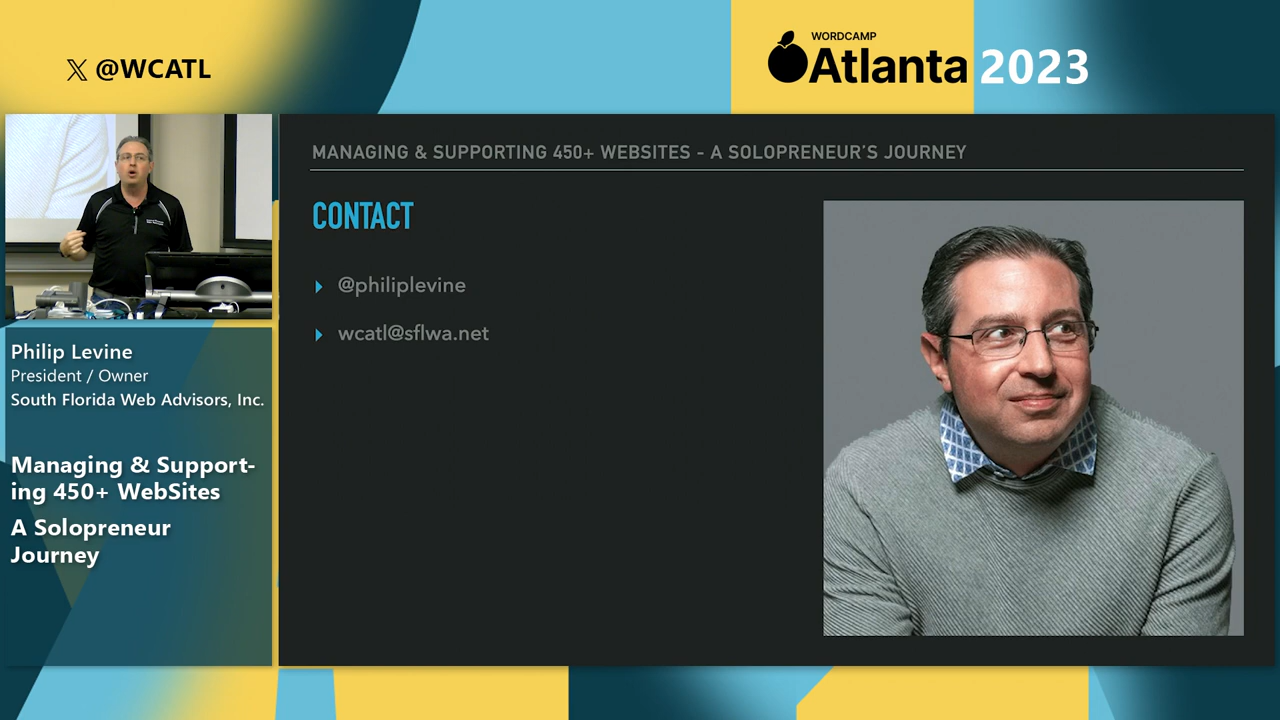 𝕏 @WCATL
WORDCAMP
Atlanta 2023
MANAGING & SUPPORTING 450+ WEBSITES - A SOLOPRENEUR’S JOURNEY
CONTACT
@philiplevine
wcatl@sflwa.net
Philip Levine
President / Owner
South Florida Web Advisors, Inc.
Managing & Support-
ing 450+ WebSites
A Solopreneur
Journey